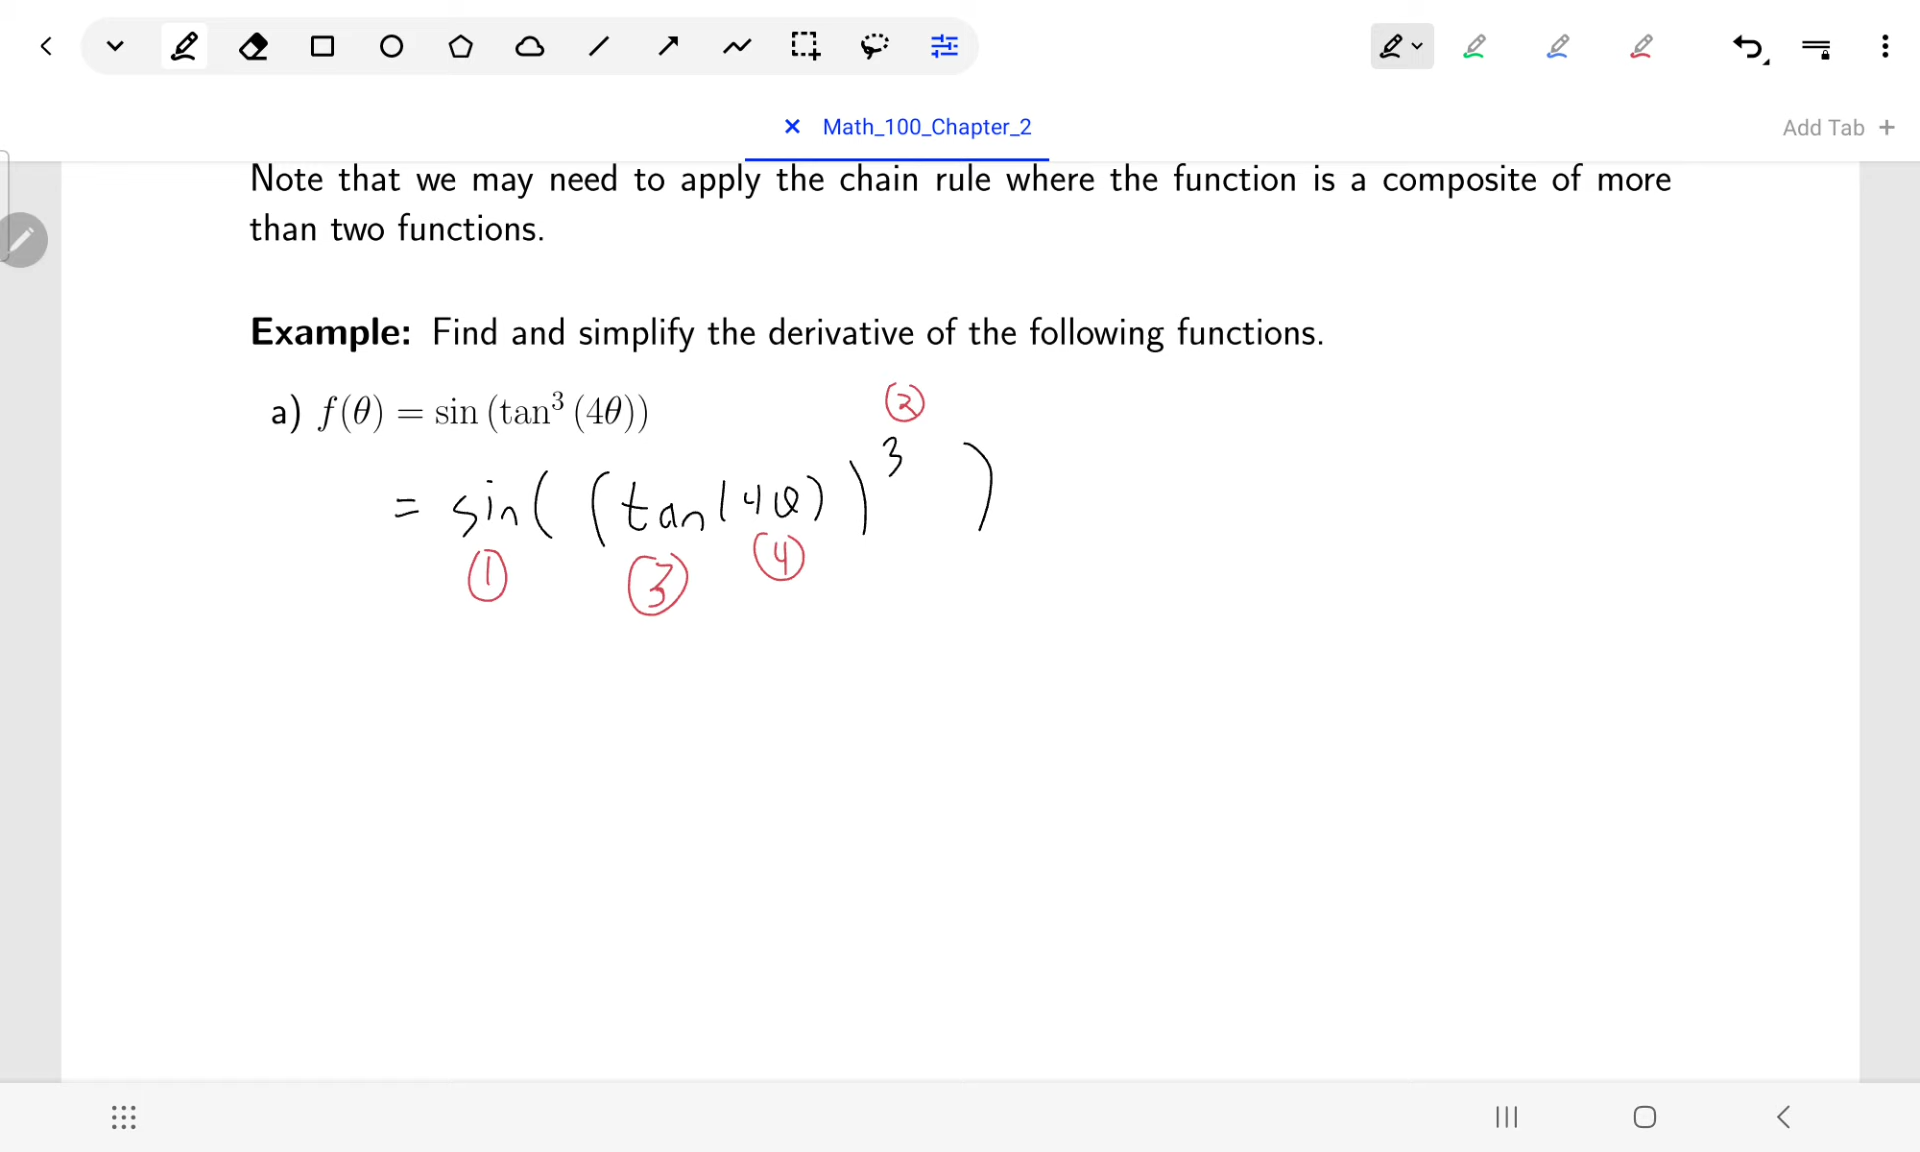 Math_100_Chapter_2
Add Tab +
Note that we may need to apply the chain rule where the function is a composite of more
than two functions.
Example: Find and simplify the derivative of the following functions.
a) f(θ) = sin (tan³ (4θ))
②
= sin( (tan(4θ))³ )
① ③ ④